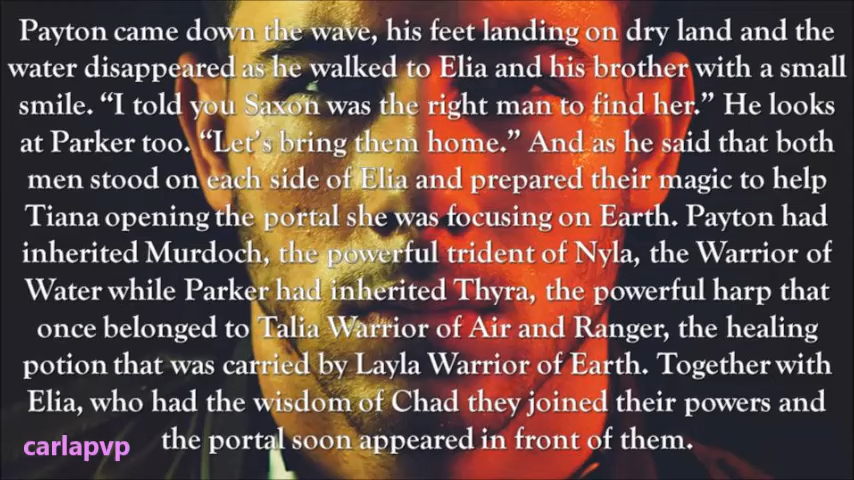 Payton came down the wave, his feet landing on dry land and the
water disappeared as he walked to Elia and his brother with a small
smile. “I told you Saxon was the right man to find her.” He looks
at Parker too. “Let’s bring them home.” And as he said that both
men stood on each side of Elia and prepared their magic to help
Tiana opening the portal she was focusing on Earth. Payton had
inherited Murdoch, the powerful trident of Nyla, the Warrior of
Water while Parker had inherited Thyra, the powerful harp that
once belonged to Talia Warrior of Air and Ranger, the healing
potion that was carried by Layla Warrior of Earth. Together with
Elia, who had the wisdom of Chad they joined their powers and
the portal soon appeared in front of them.
carlapvp